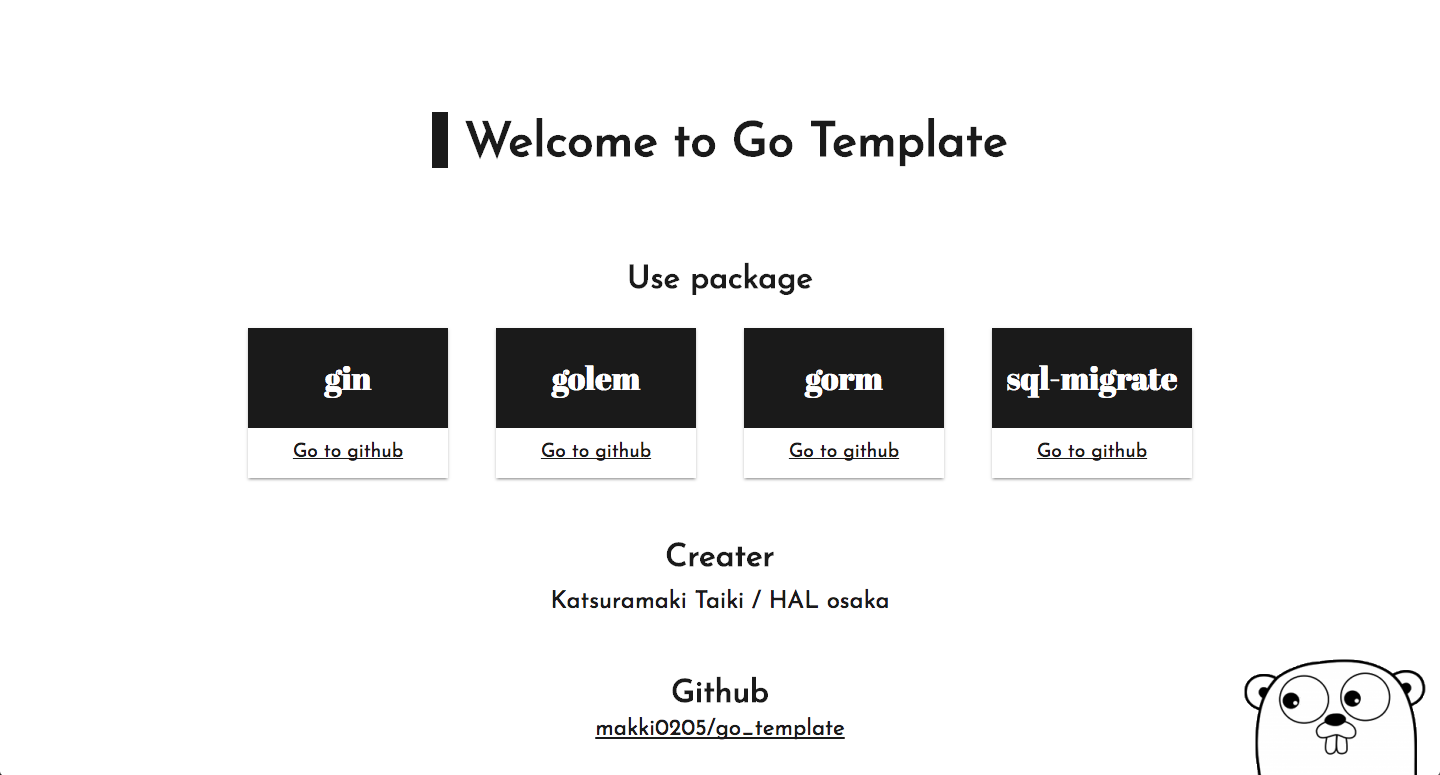 Welcome to Go Template
Use package
gin
golem
gorm
sql-migrate
Go to github
Go to github
Go to github
Go to github
Creater
Katsuramaki Taiki / HAL osaka
Github
makki0205/go_template